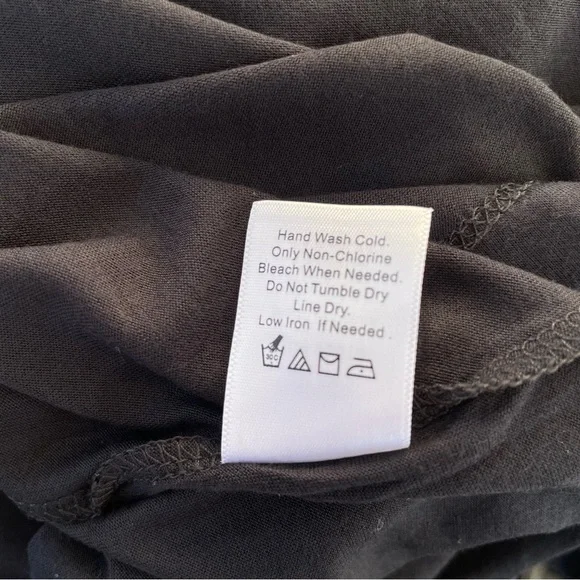 Hand Wash Cold.
Only Non-Chlorine
Bleach When Needed.
Do Not Tumble Dry
Line Dry.
Low Iron If Needed .
30 C